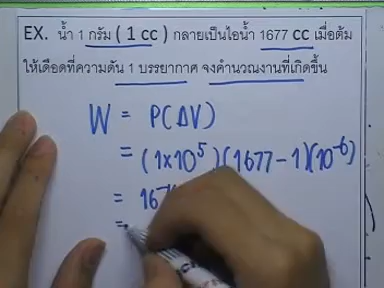 EX. น้ำ 1 กรัม ( 1 cc ) กลายเป็นไอน้ำ 1677 cc เมื่อต้ม
ให้เดือดที่ความดัน 1 บรรยากาศ จงคำนวณงานที่เกิดขึ้น
W = P(ΔV)
= (1×10⁵)(1677-1)(10⁻⁶)
= 167
=